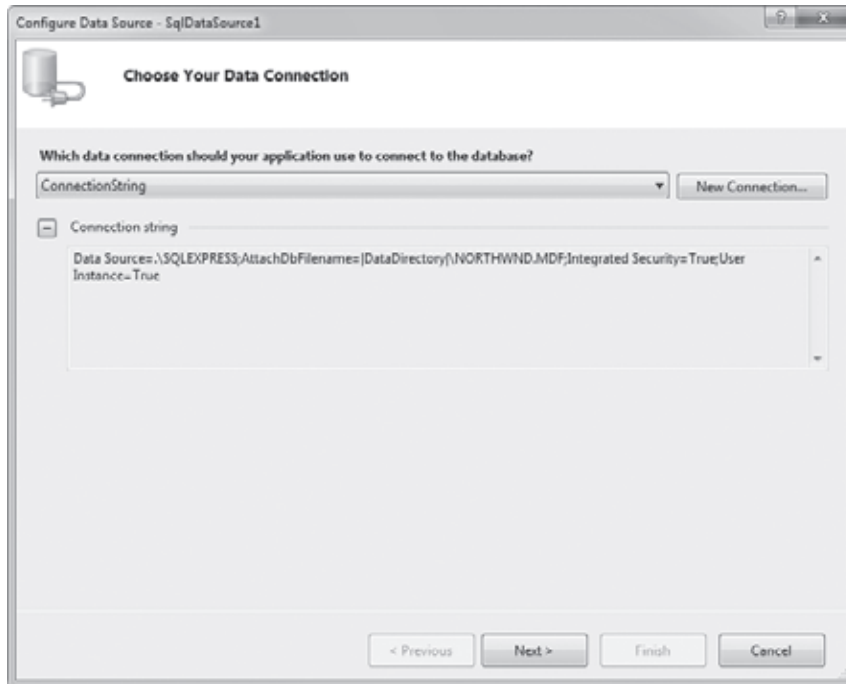 Configure Data Source - SqlDataSource1
Choose Your Data Connection
Which data connection should your application use to connect to the database?
ConnectionString
New Connection...
Connection string
Data Source=.\SQLEXPRESS;AttachDbFilename=|DataDirectory|\NORTHWND.MDF;Integrated Security=True;User
Instance=True
< Previous
Next >
Finish
Cancel